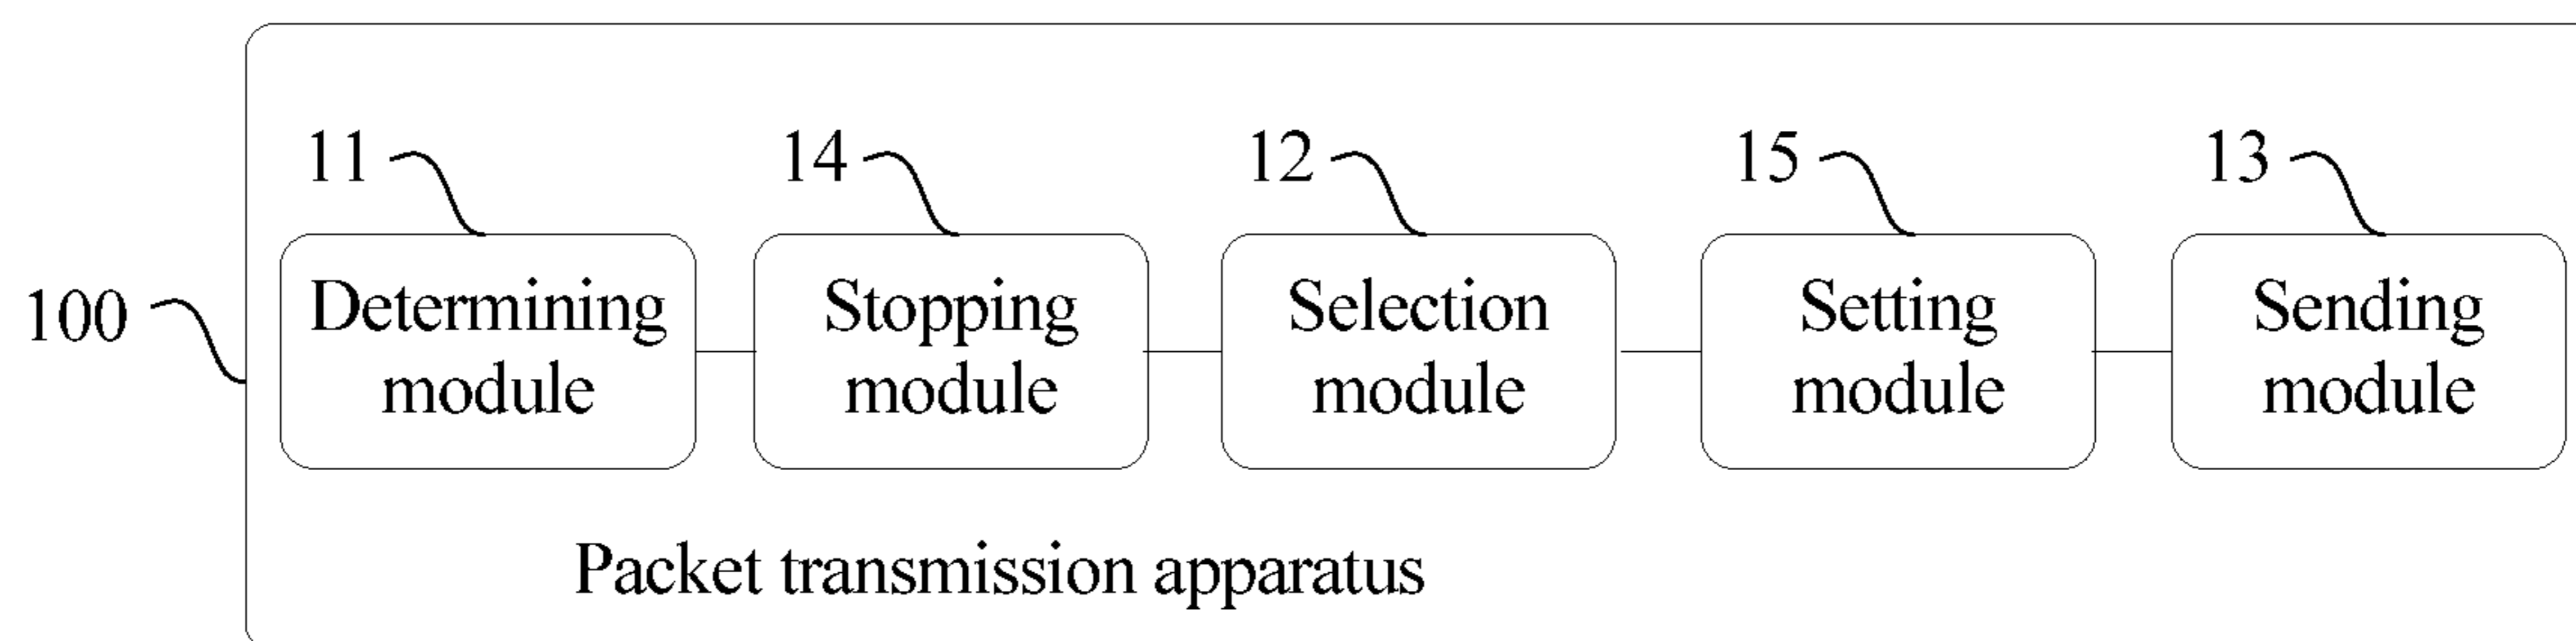 11
14
12
15
13
100
Determining
module
Stopping
module
Selection
module
Setting
module
Sending
module
Packet transmission apparatus